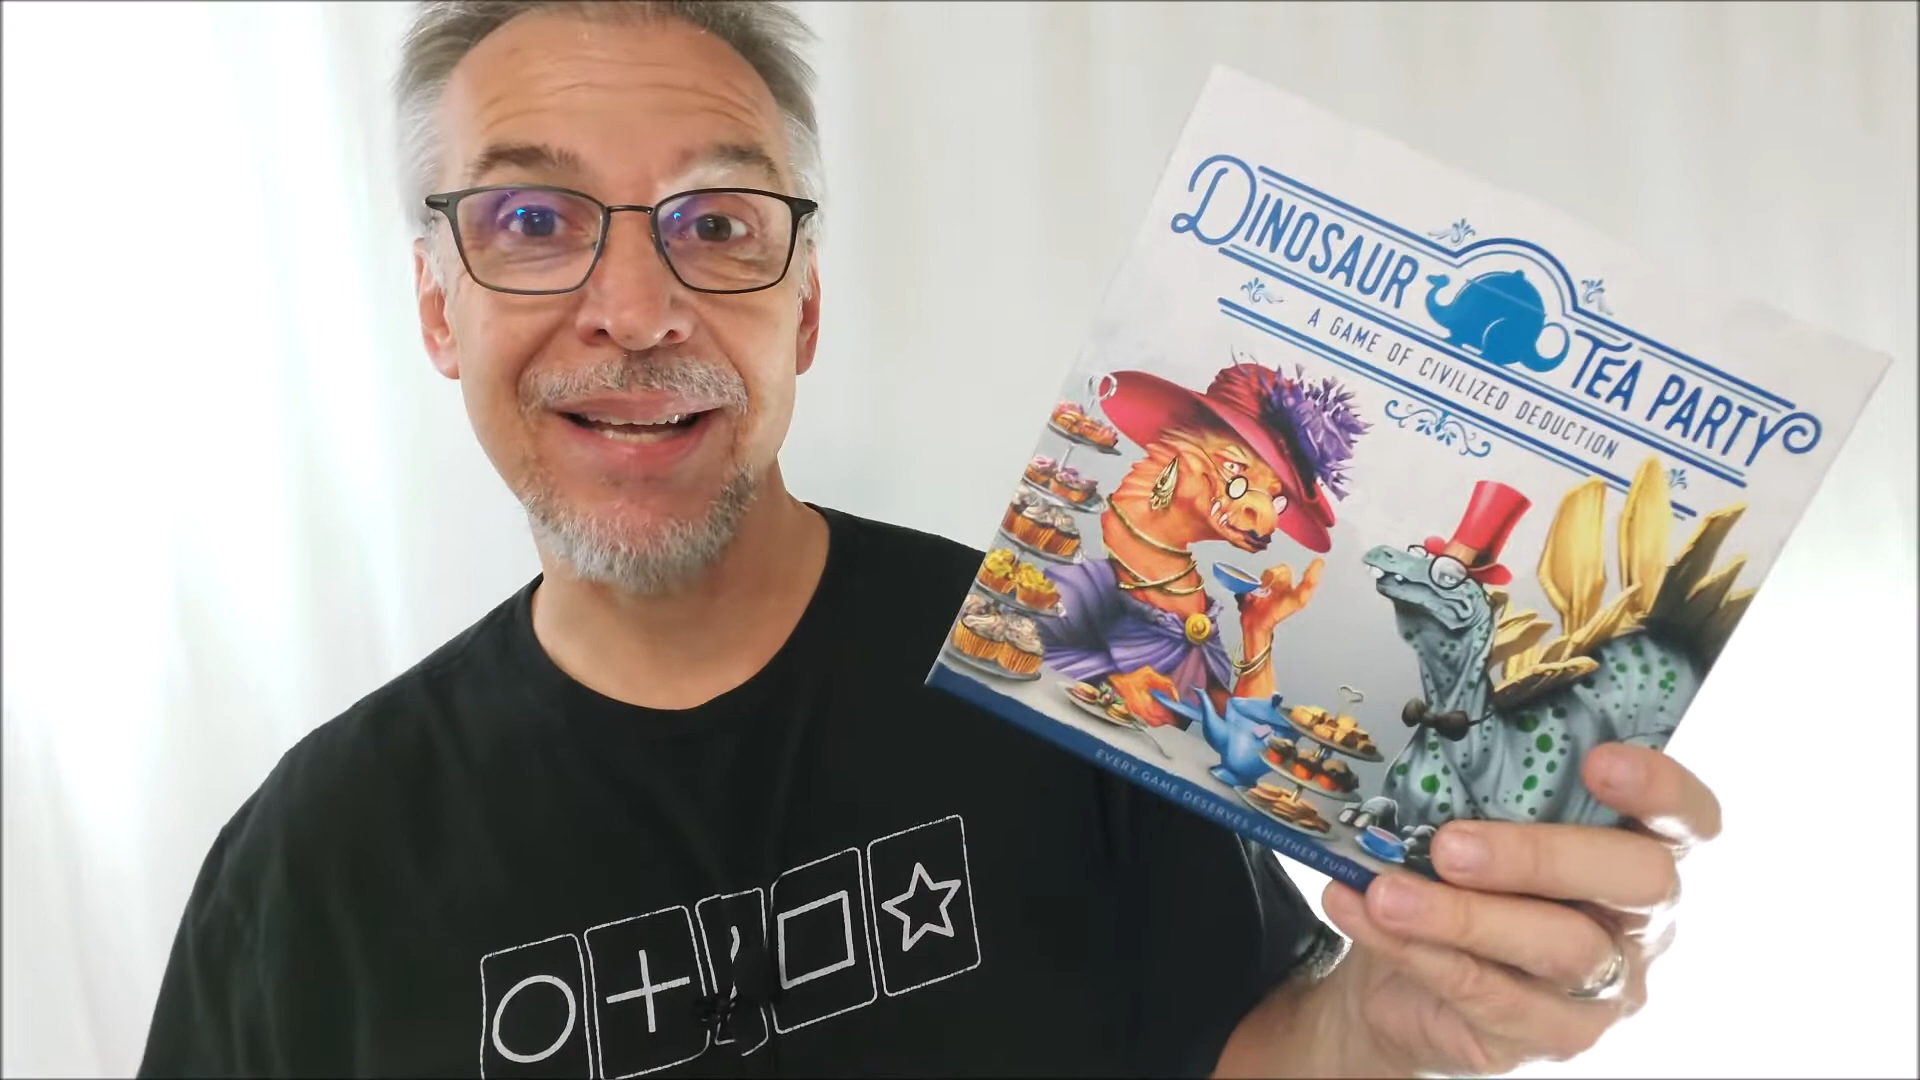 DINOSAUR TEA PARTY
A GAME OF CIVILIZED DEDUCTION
EVERY GAME DESERVES ANOTHER TURN